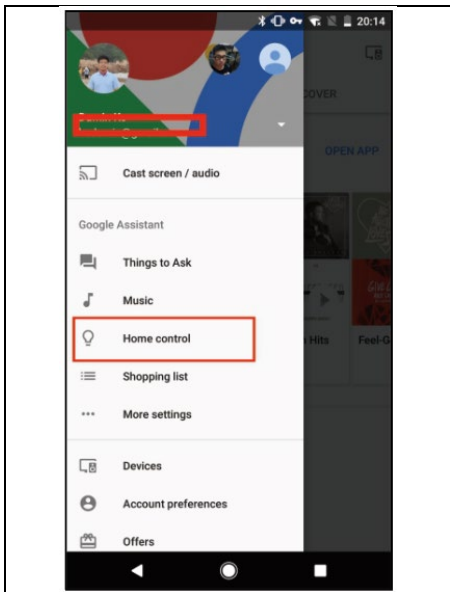 20:14
COVER
OPEN APP
Cast screen / audio
Google Assistant
Things to Ask
Music
Home control
Hits
Feel-G
Shopping list
More settings
Devices
Account preferences
Offers